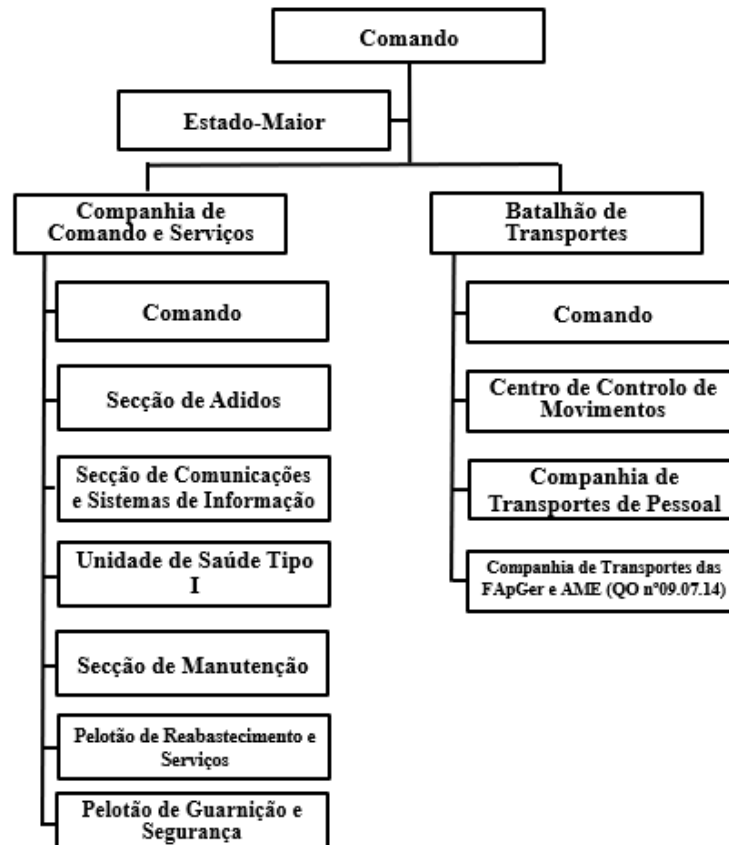 Comando
Estado-Maior
Companhia de
Comando e Serviços
Comando
Secção de Adidos
Secção de Comunicações
e Sistemas de Informação
Unidade de Saúde Tipo
I
Secção de Manutenção
Pelotão de Reabastecimento e
Serviços
Pelotão de Guarnição e
Segurança
Batalhão de
Transportes
Comando
Centro de Controlo de
Movimentos
Companhia de
Transportes de Pessoal
Companhia de Transportes das
FApGer e AME (QO nº09.07.14)